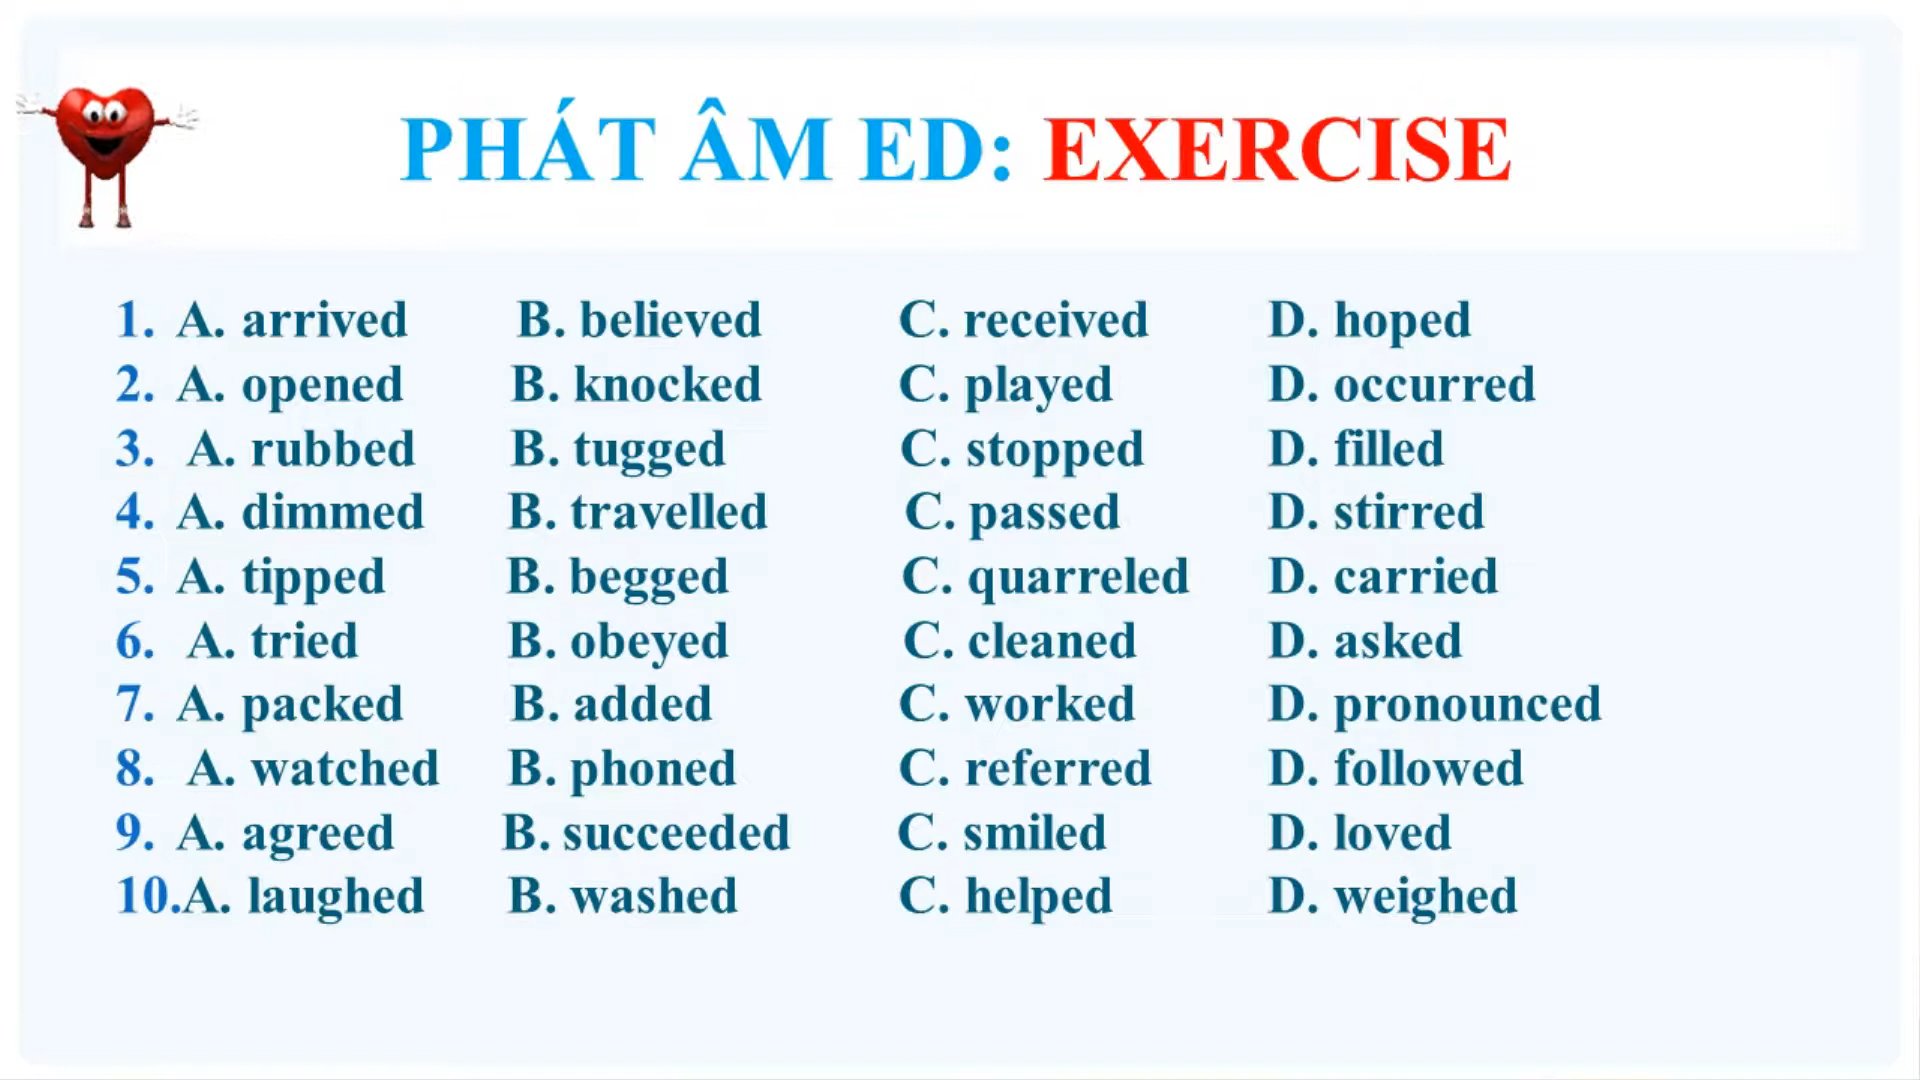 PHÁT ÂM ED: EXERCISE
1. A. arrived B. believed C. received D. hoped
2. A. opened B. knocked C. played D. occurred
3. A. rubbed B. tugged C. stopped D. filled
4. A. dimmed B. travelled C. passed D. stirred
5. A. tipped B. begged C. quarreled D. carried
6. A. tried B. obeyed C. cleaned D. asked
7. A. packed B. added C. worked D. pronounced
8. A. watched B. phoned C. referred D. followed
9. A. agreed B. succeeded C. smiled D. loved
10.A. laughed B. washed C. helped D. weighed